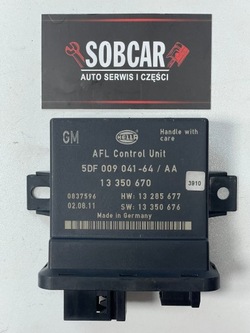 SOBCAR
AUTO SERWIS I CZĘŚCI
GM
HELLA
Handle with
care
AFL Control Unit
5DF 009 041-64 / AA
13 350 670
3910
0837596
HW: 13 285 677
02.08.11
SW: 13 350 676
Made in Germany